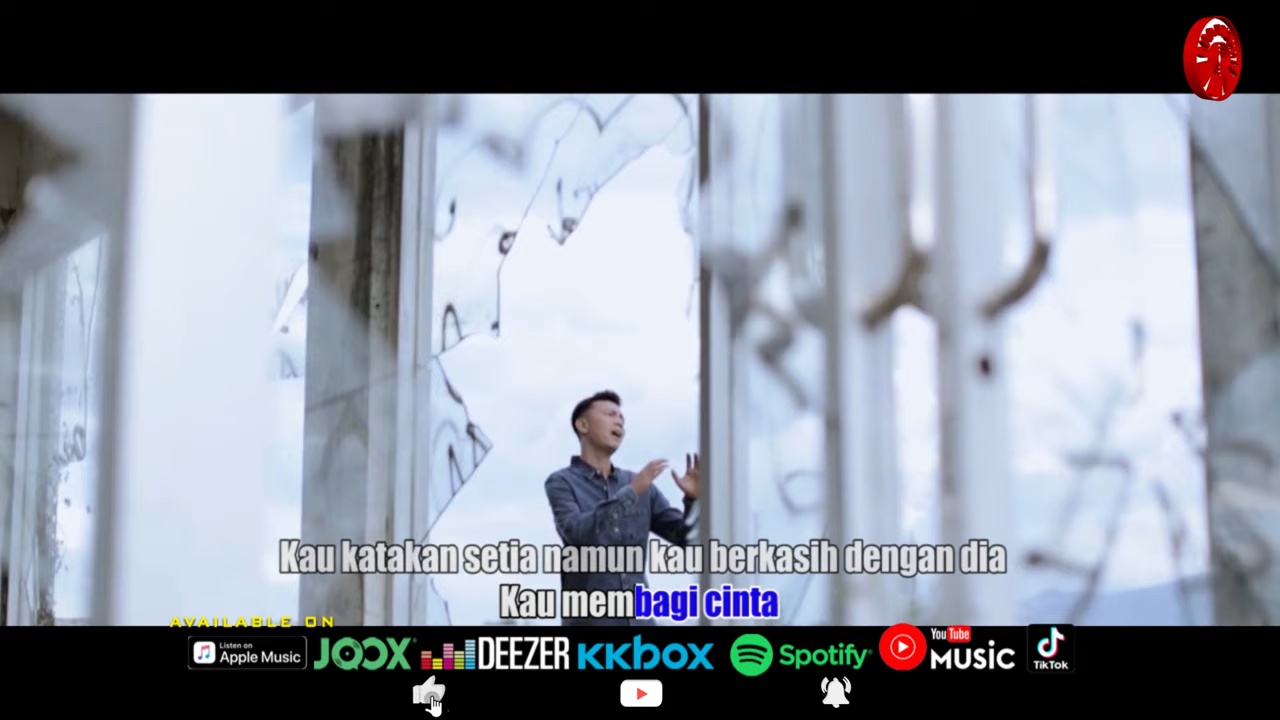 Kau katakan setia namun kau berkasih dengan dia
Kau membagi cinta
AVAILABLE ON
Listen on
Apple Music
JOOX
DEEZER
KKBOX
Spotify
YouTube
MUSIC
TikTok